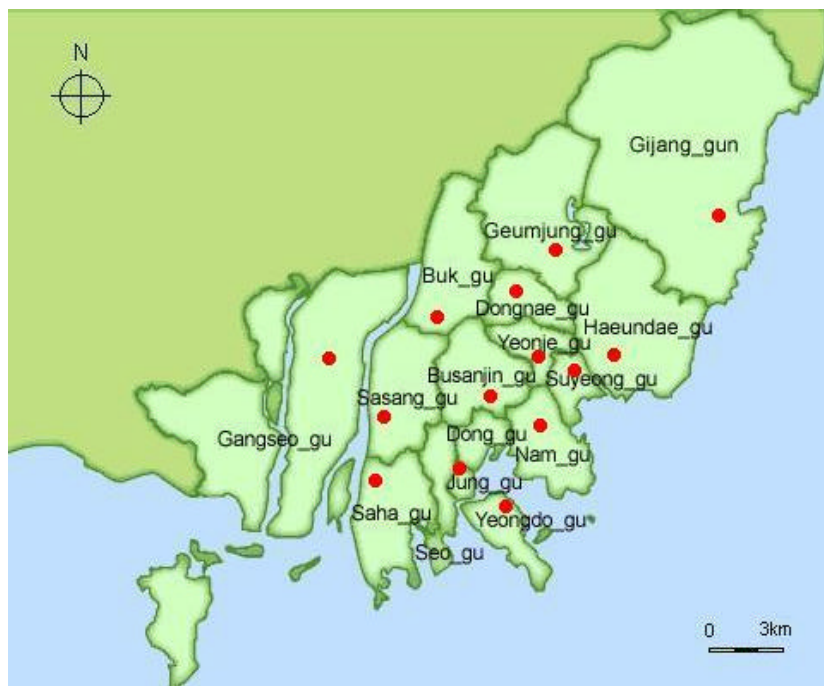 N
Gijang_gun
Geumjung_gu
Buk_gu
Dongnae_gu
Haeundae_gu
Yeonje_gu
Busanjin_gu
Suyeong_gu
Sasang_gu
Gangseo_gu
Dong_gu
Nam_gu
Jung_gu
Saha_gu
Yeongdo_gu
Seo_gu
0 3km